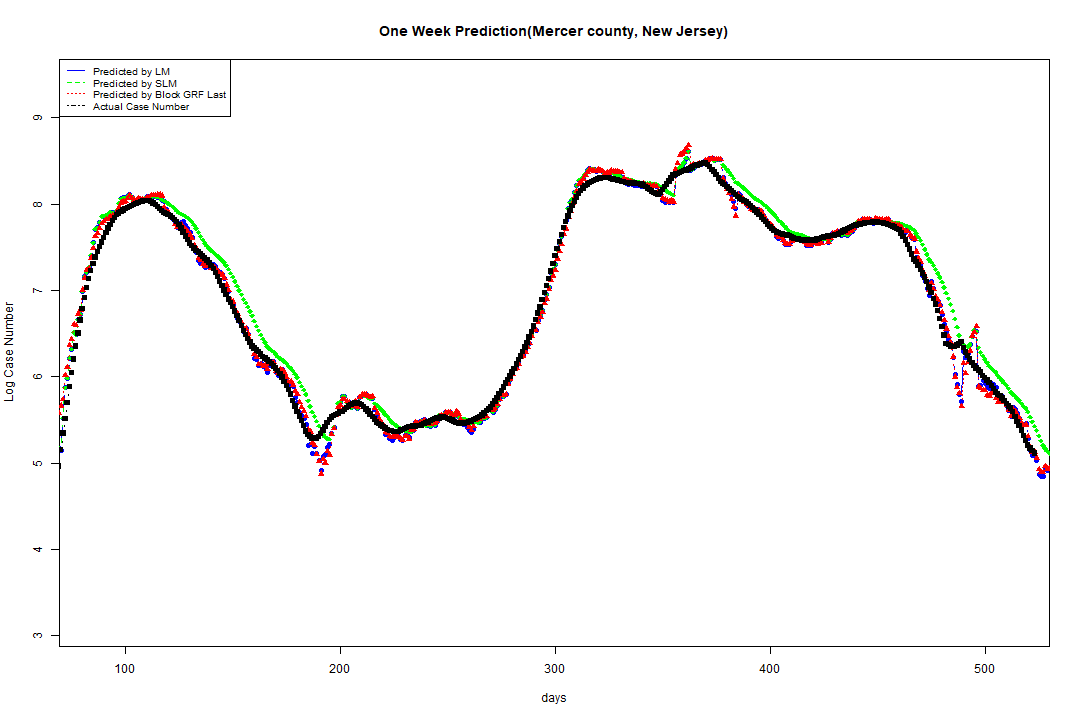 One Week Prediction(Mercer county, New Jersey)
Predicted by LM
Predicted by SLM
Predicted by Block GRF Last
Actual Case Number
9
8
7
6
5
4
3
Log Case Number
100 200 300 400 500
days